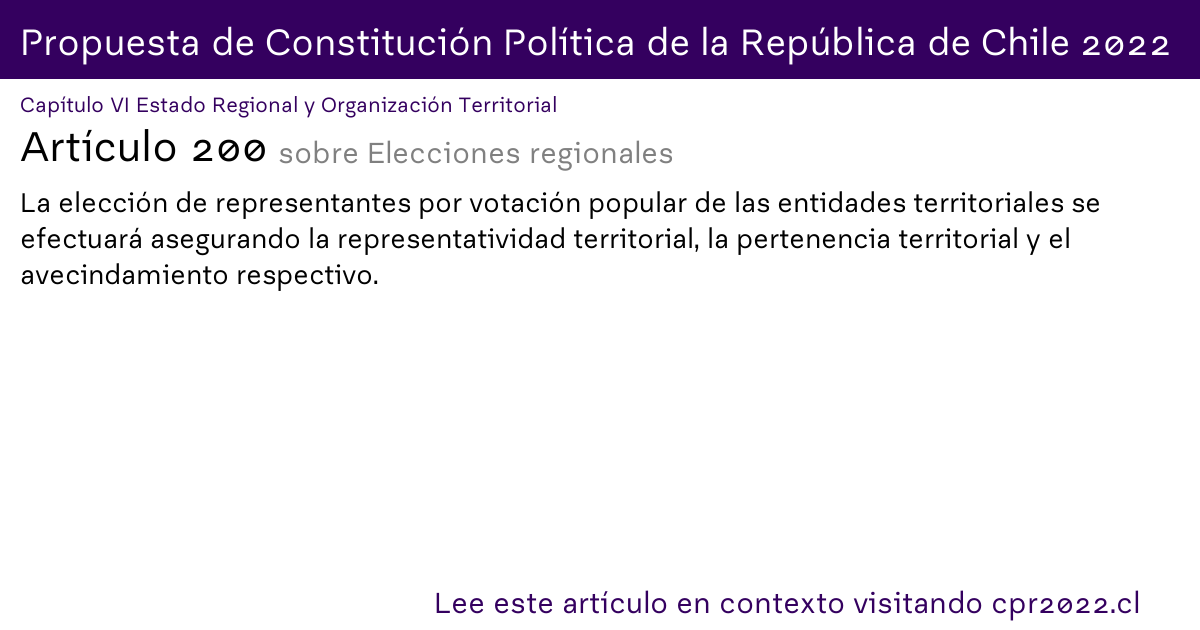 Propuesta de Constitución Política de la República de Chile 2022
Capítulo VI Estado Regional y Organización Territorial
Artículo 200 sobre Elecciones regionales
La elección de representantes por votación popular de las entidades territoriales se
efectuará asegurando la representatividad territorial, la pertenencia territorial y el
avecindamiento respectivo.
Lee este artículo en contexto visitando cpr2022.cl